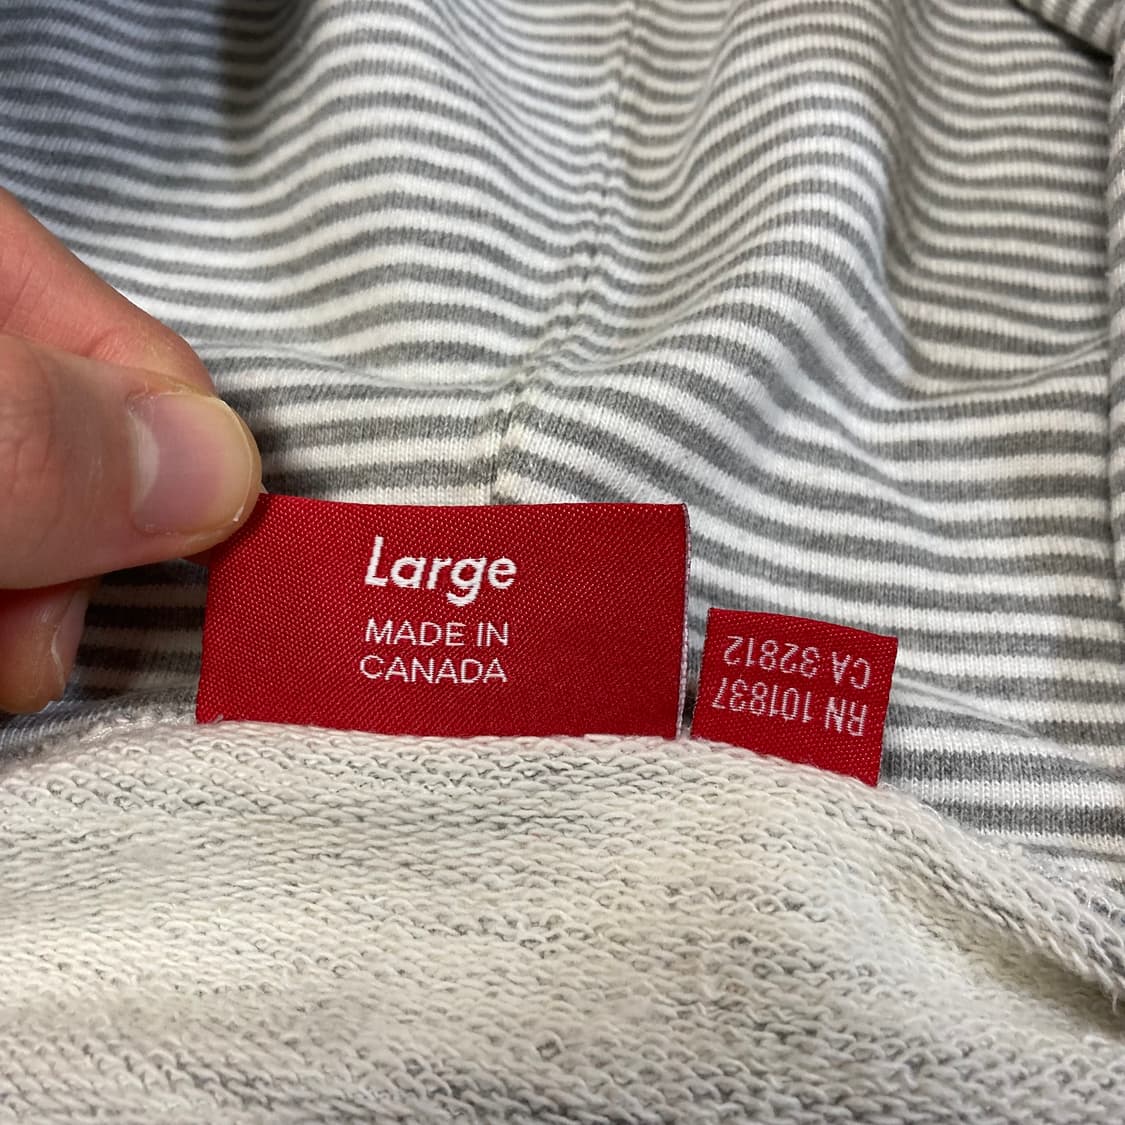 Large
MADE IN
CANADA
RN 101837
CA 32812